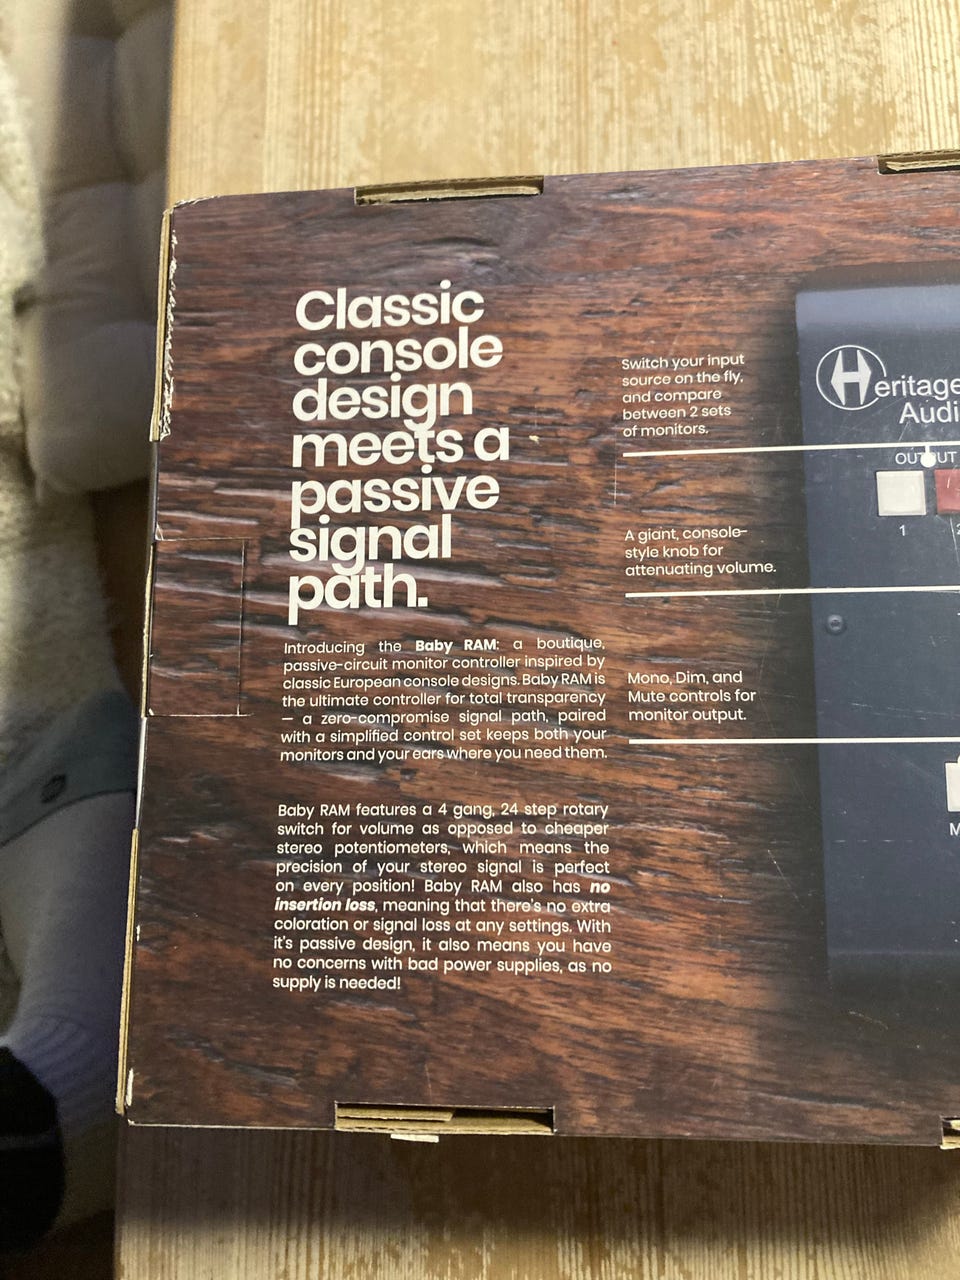 Classic
console
design
meets a
passive
signal
path.
Introducing the Baby RAM: a boutique,
passive-circuit monitor controller inspired by
classic European console designs. Baby RAM is
the ultimate controller for total transparency
— a zero-compromise signal path, paired
with a simplified control set keeps both your
monitors and your ears where you need them.
Baby RAM features a 4 gang, 24 step rotary
switch for volume as opposed to cheaper
stereo potentiometers, which means the
precision of your stereo signal is perfect
on every position! Baby RAM also has no
insertion loss, meaning that there's no extra
coloration or signal loss at any settings. With
it's passive design, it also means you have
no concerns with bad power supplies, as no
supply is needed!
Switch your input
source on the fly,
and compare
between 2 sets
of monitors.
A giant, console-
style knob for
attenuating volume.
Mono, Dim, and
Mute controls for
monitor output.
Heritage
Audi
OUTPUT
1 2
M